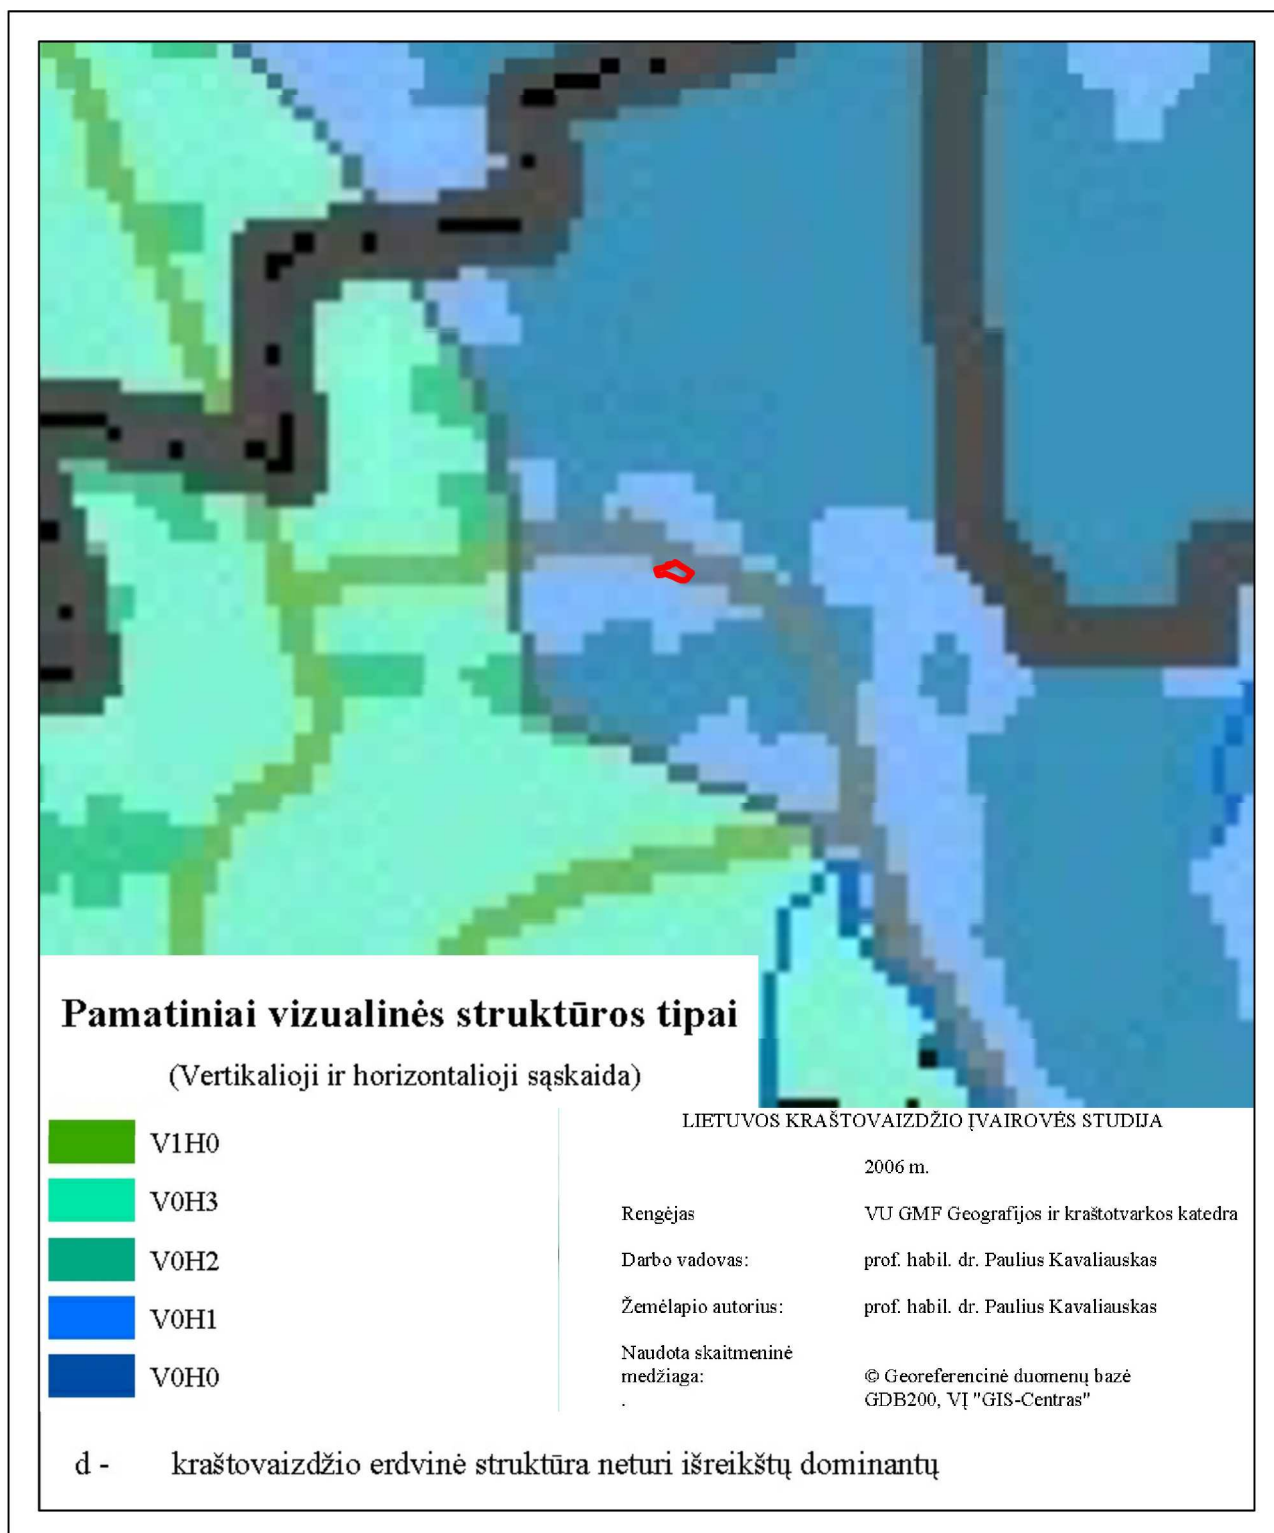 Pamatiniai vizualinės struktūros tipai
(Vertikalioji ir horizontalioji sąskaida)
V1H0
V0H3
V0H2
V0H1
V0H0
LIETUVOS KRAŠTOVAIZDŽIO ĮVAIROVĖS STUDIJA
2006 m.
Rengėjas VU GMF Geografijos ir kraštotvarkos katedra
Darbo vadovas: prof. habil. dr. Paulius Kavaliauskas
Žemėlapio autorius: prof. habil. dr. Paulius Kavaliauskas
Naudota skaitmeninė
medžiaga: © Georeferencinė duomenų bazė
. GDB200, VĮ "GIS-Centras"
d - kraštovaizdžio erdvinė struktūra neturi išreikštų dominantų